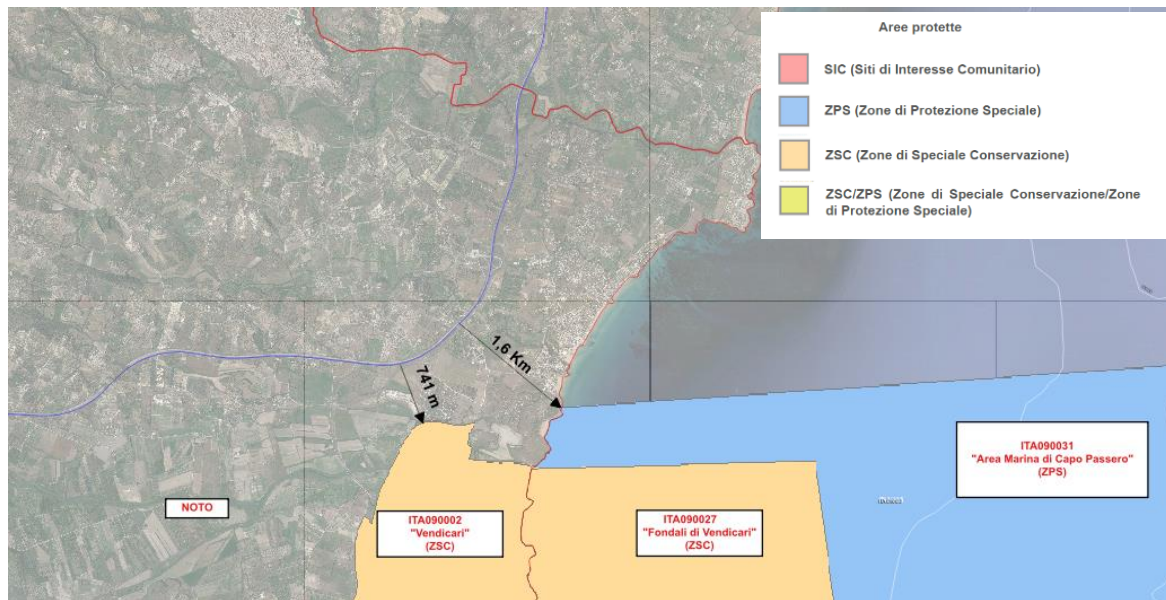 Aree protette
SIC (Siti di Interesse Comunitario)
ZPS (Zone di Protezione Speciale)
ZSC (Zone di Speciale Conservazione)
ZSC/ZPS (Zone di Speciale Conservazione/Zone
di Protezione Speciale)
1,6 Km
741 m
ITA090031
"Area Marina di Capo Passero"
(ZPS)
NOTO
ITA090002
"Vendicari"
(ZSC)
ITA090027
"Fondali di Vendicari"
(ZSC)